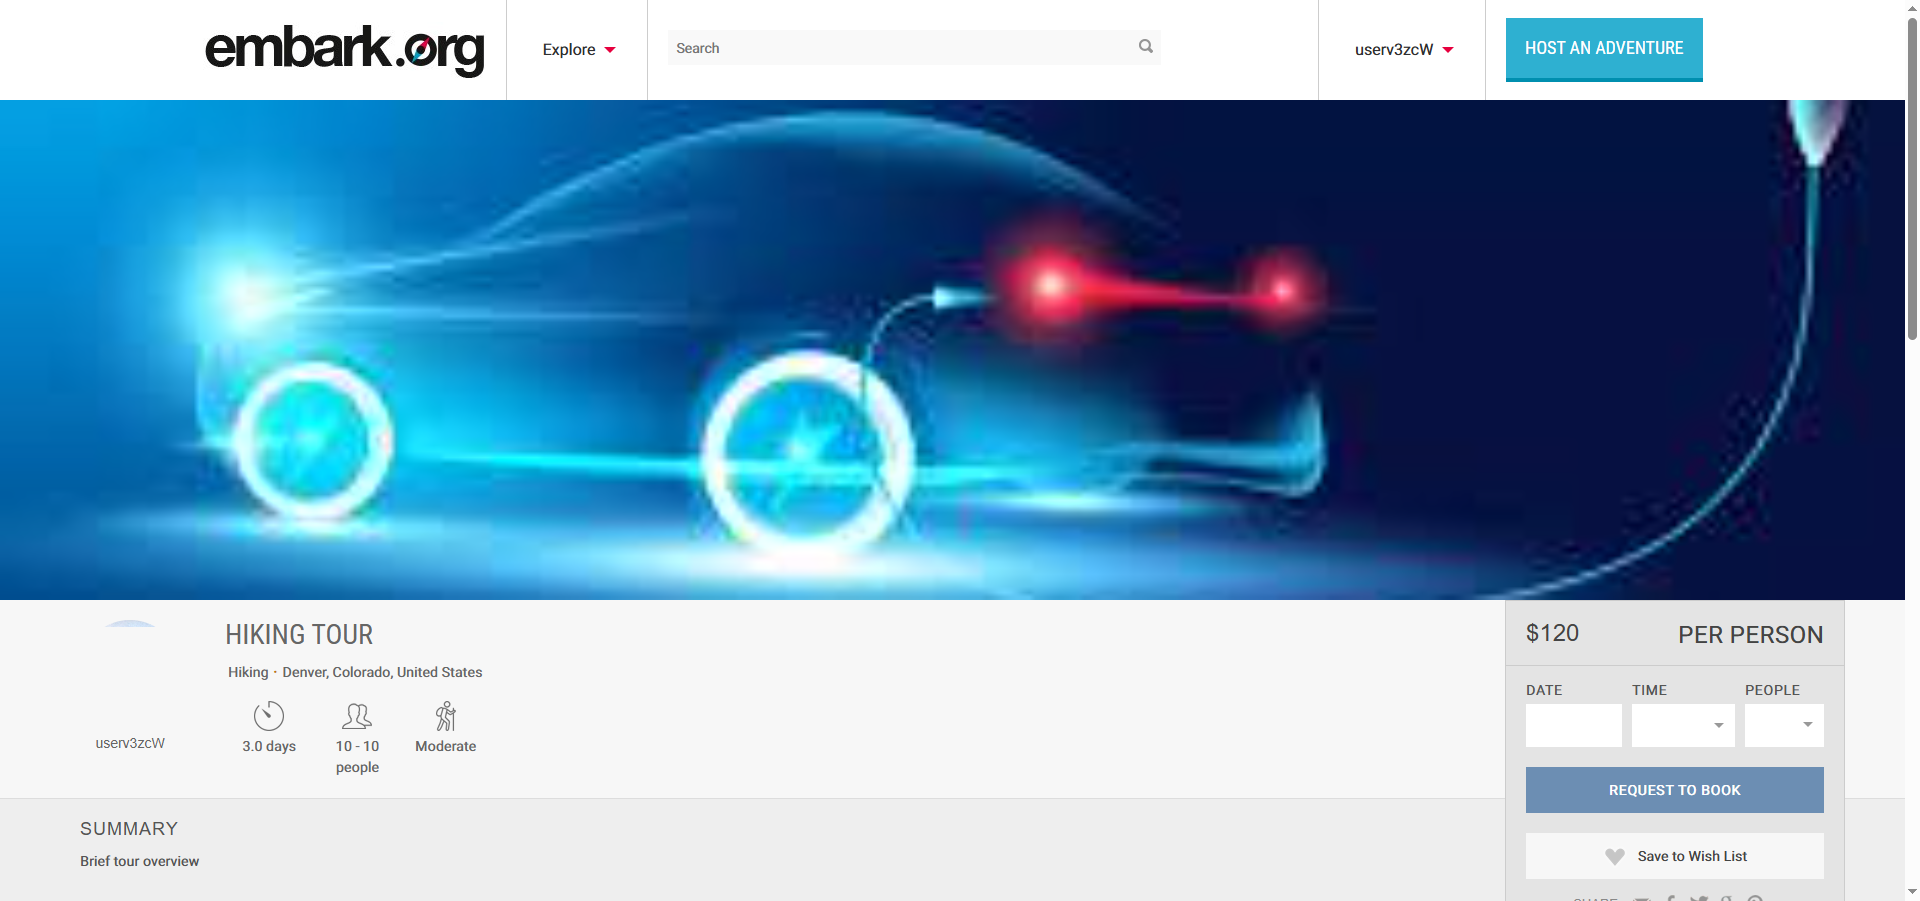 embark.org
Explore
Search
userv3zcW
HOST AN ADVENTURE
HIKING TOUR
Hiking · Denver, Colorado, United States
userv3zcW
3.0 days
10 - 10
people
Moderate
$120
PER PERSON
DATE
TIME
PEOPLE
REQUEST TO BOOK
Save to Wish List
SUMMARY
Brief tour overview